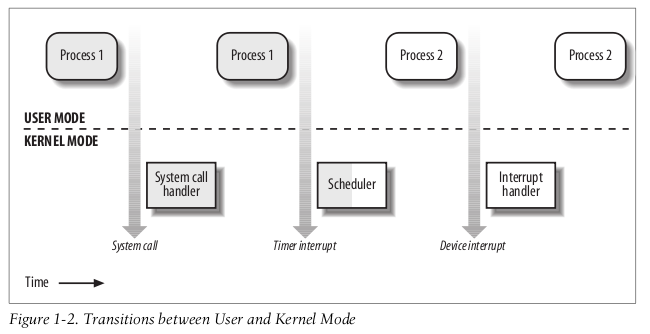 Process 1
Process 1
Process 2
Process 2
USER MODE
KERNEL MODE
System call
handler
Scheduler
Interrupt
handler
System call
Timer interrupt
Device interrupt
Time
Figure 1-2. Transitions between User and Kernel Mode